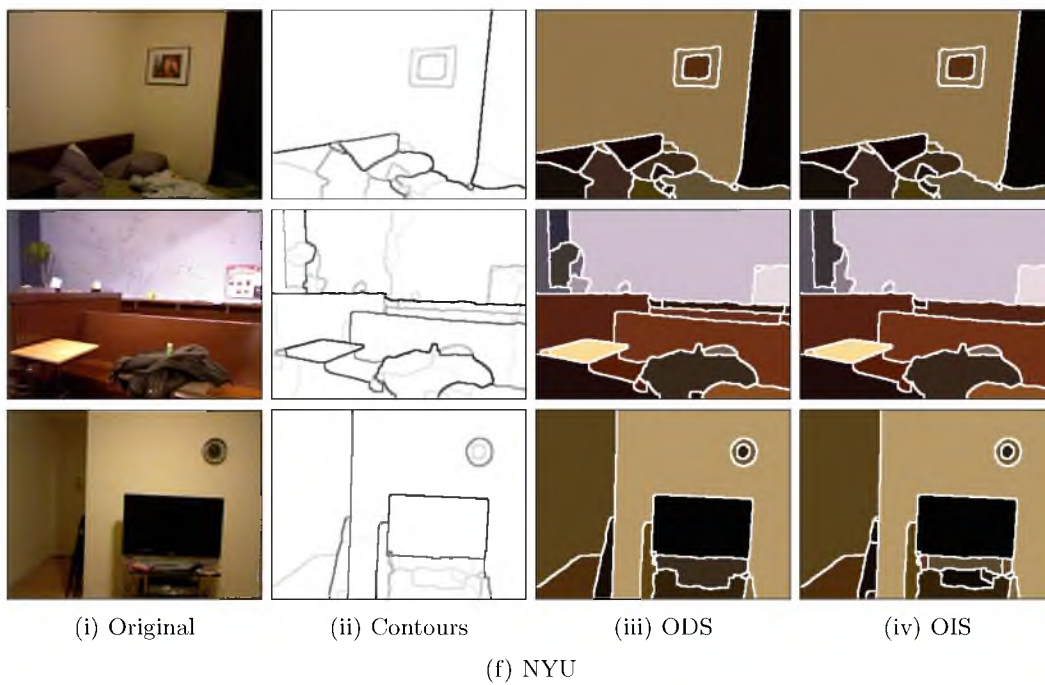 (i) Original
(ii) Contours
(iii) ODS
(iv) OIS
(f) NYU